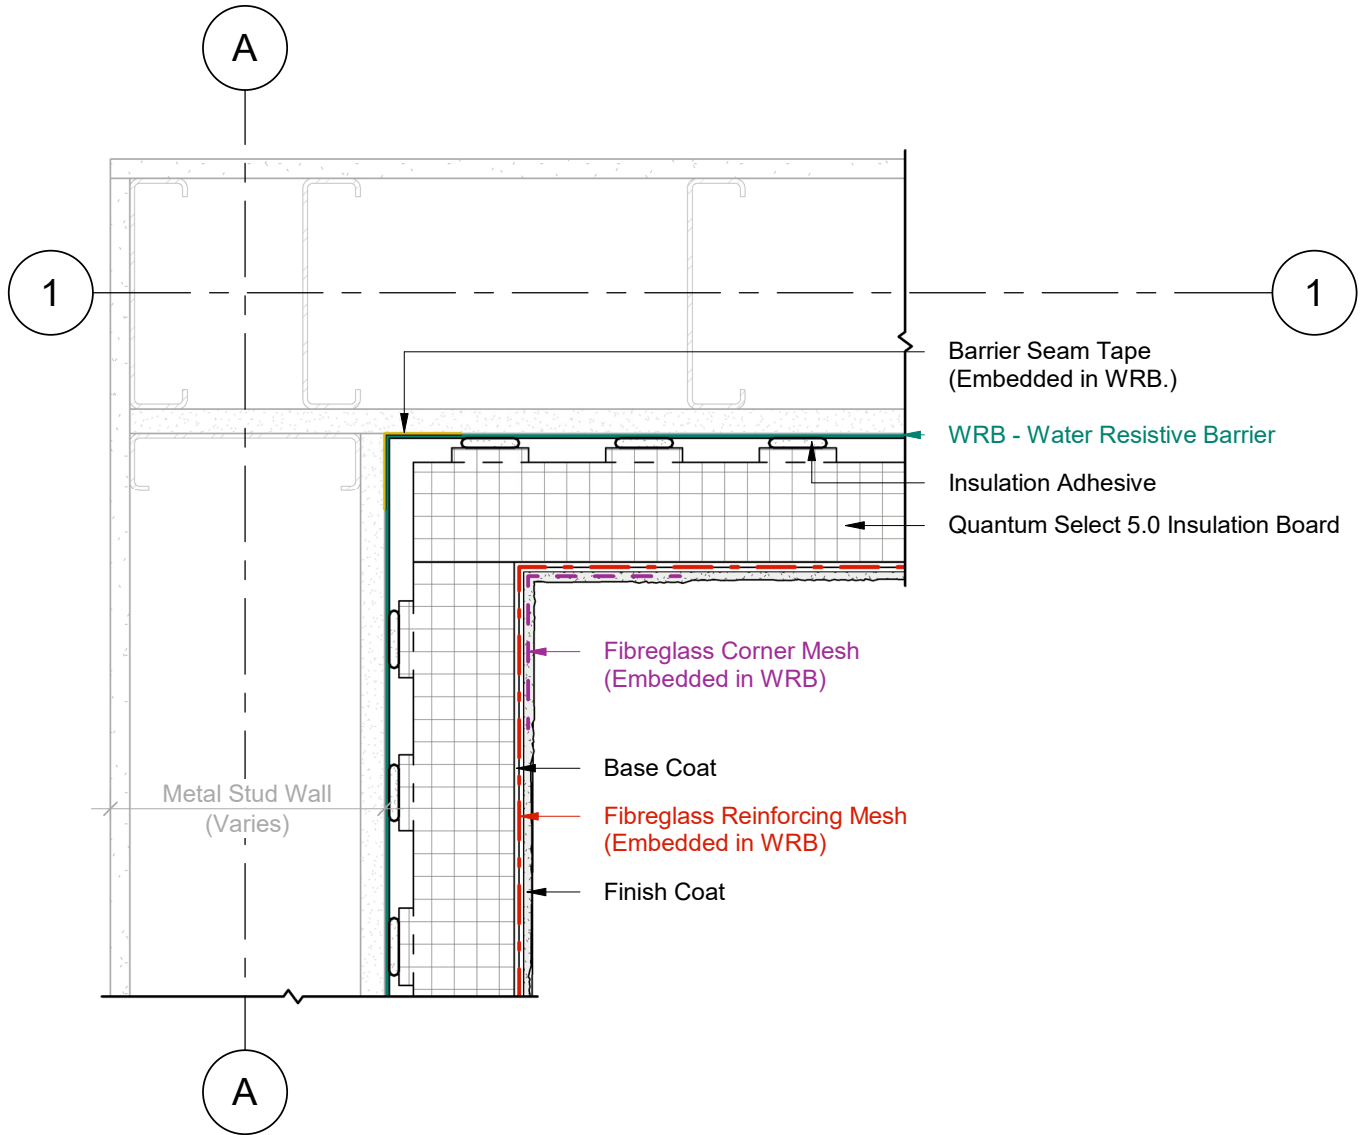 A
1
1
Barrier Seam Tape
(Embedded in WRB.)
WRB - Water Resistive Barrier
Insulation Adhesive
Quantum Select 5.0 Insulation Board
Fibreglass Corner Mesh
(Embedded in WRB)
Base Coat
Metal Stud Wall
(Varies)
Fibreglass Reinforcing Mesh
(Embedded in WRB)
Finish Coat
A